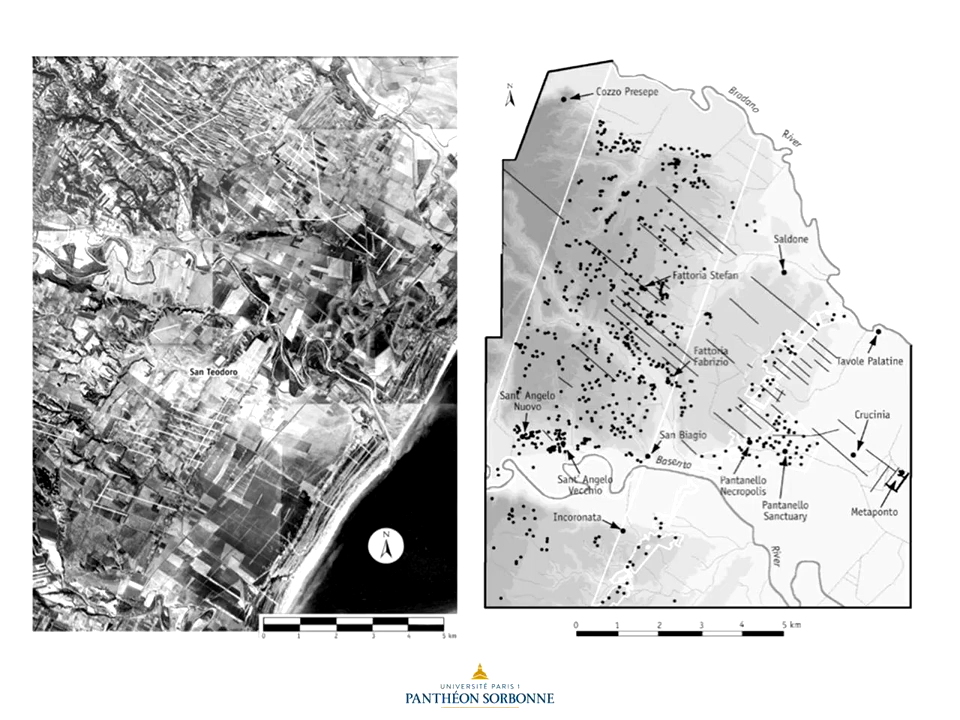 San Teodoro
N
0 1 2 3 4 5 km
N
Cozzo Presepe
Bradano
River
Saldone
Fattoria Stefan
Tavole Palatine
Fattoria
Fabrizio
Sant' Angelo
Nuovo
Crucinia
San Biagio
Basento
Sant' Angelo
Vecchio
Pantanello
Necropolis
Pantanello
Sanctuary
Metaponto
Incoronata
River
0 1 2 3 4 5 km
UNIVERSITÉ PARIS 1
PANTHÉON SORBONNE